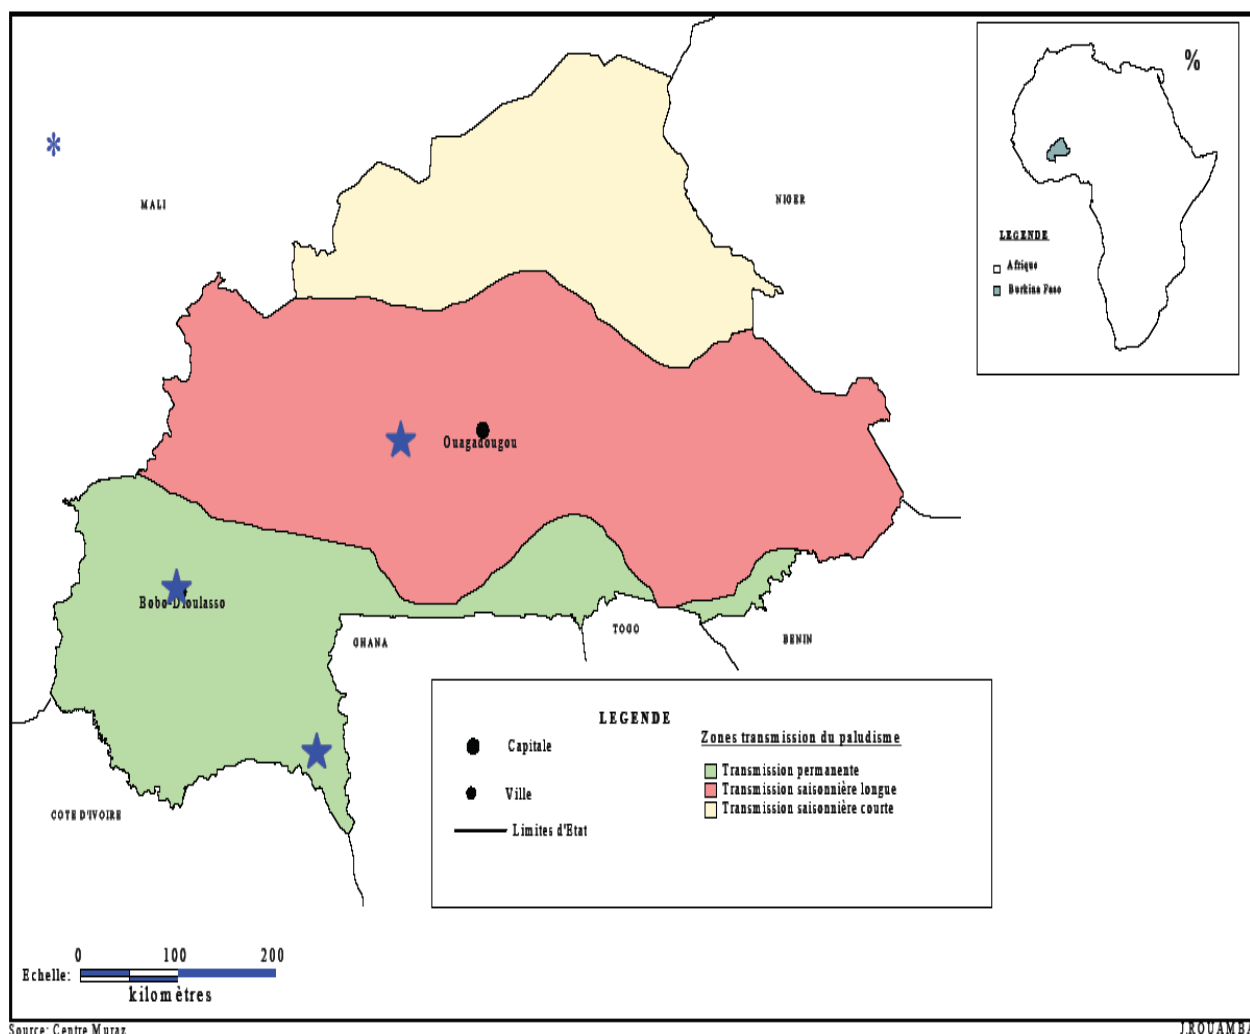 %
MALI
NIGER
LEGENDE
Afrique
Burkina Faso
Ouagadougou
Bobo-Dioulasso
GHANA
TOGO
BENIN
COTE D'IVOIRE
LEGENDE
Capitale
Ville
Limites d'Etat
Zones transmission du paludisme
Transmission permanente
Transmission saisonnière longue
Transmission saisonnière courte
0 100 200
Echelle:
kilomètres
Source: Centre Muraz
J.ROUAMBA